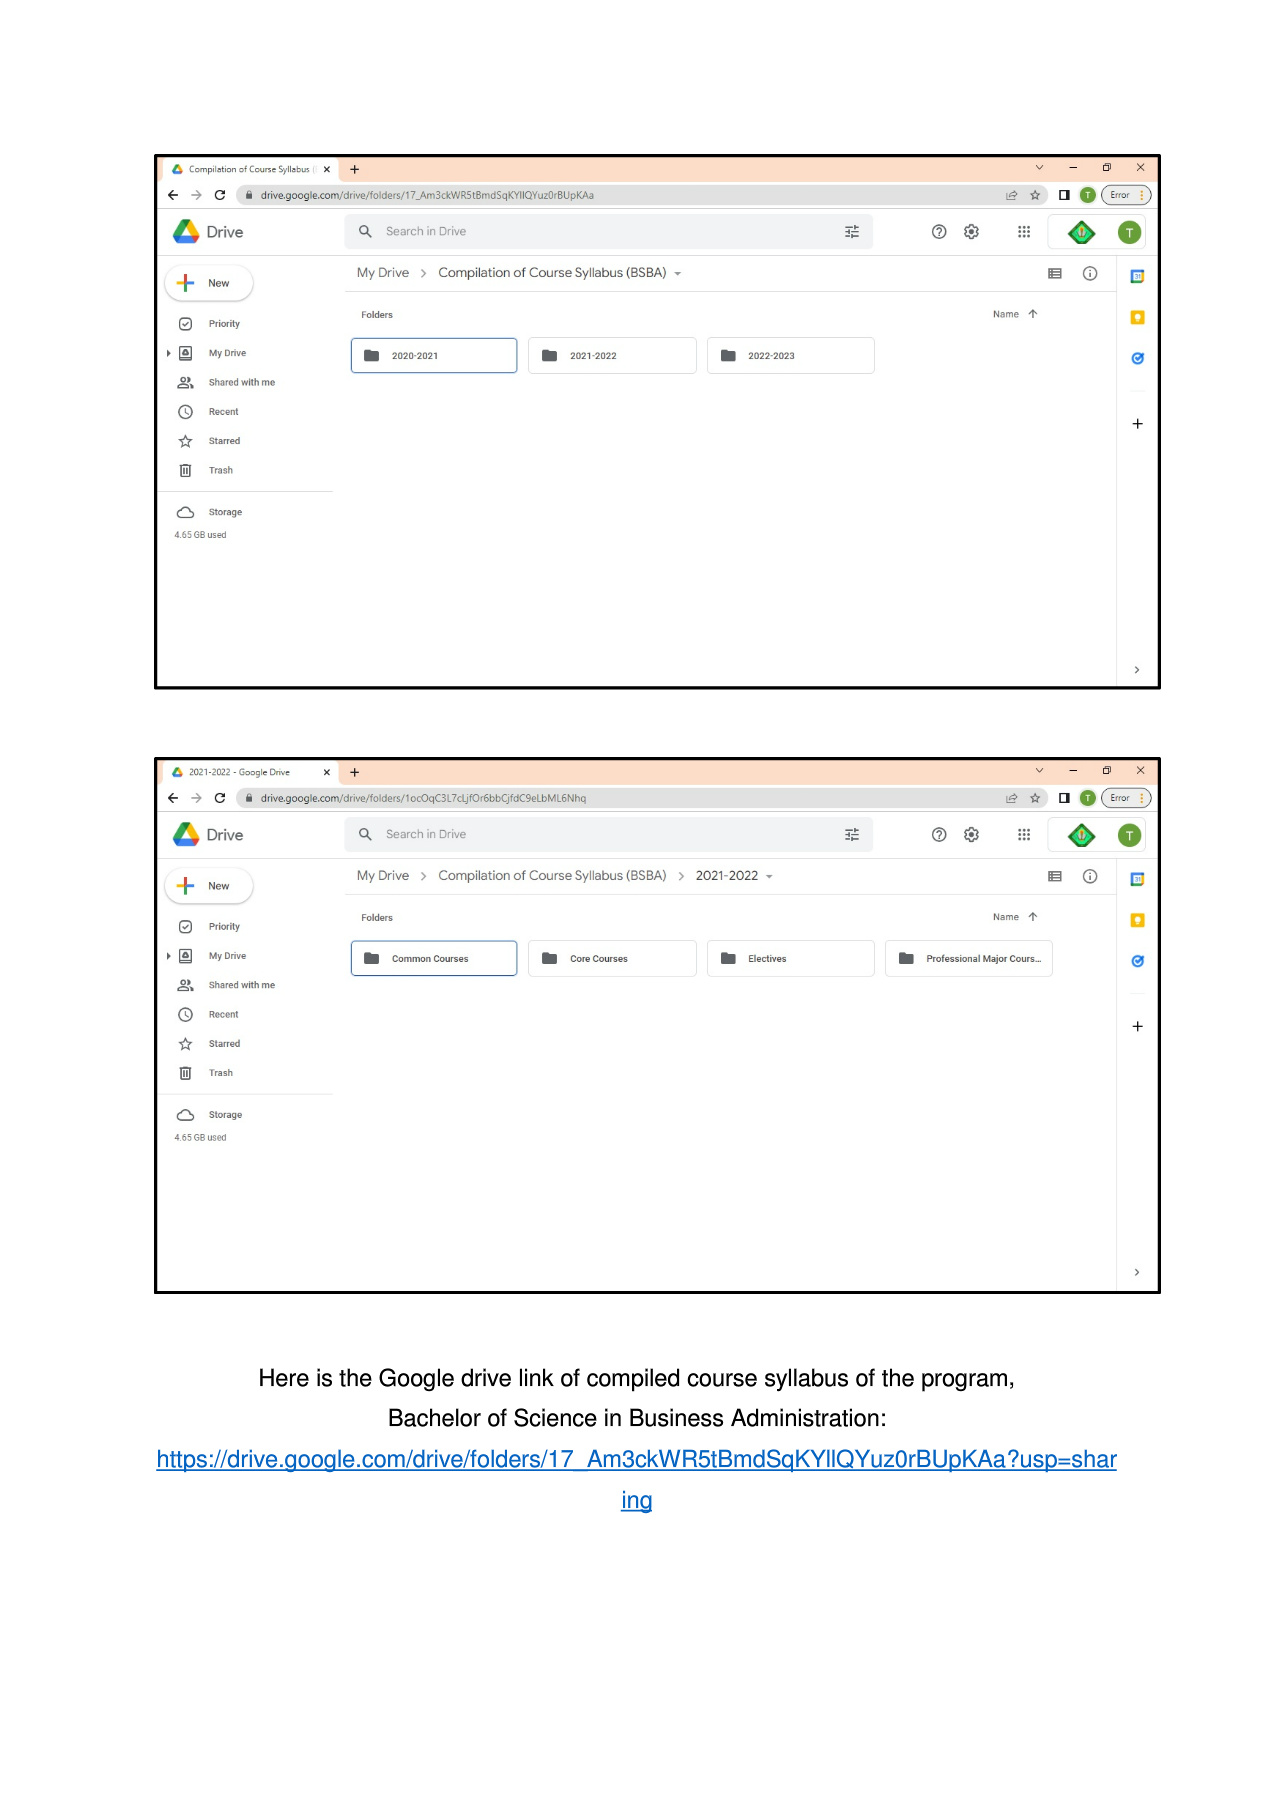 Compilation of Course Syllabus (
drive.google.com/drive/folders/17_Am3ckWR5tBmdSqKYllQYuz0rBUpKAa
Error
Drive
Search in Drive
T
New
My Drive > Compilation of Course Syllabus (BSBA)
Folders
Name
Priority
My Drive
Shared with me
Recent
Starred
Trash
Storage
4.65 GB used
2020-2021
2021-2022
2022-2023
31
2021-2022 - Google Drive
drive.google.com/drive/folders/1ocOqC3L7cLjfOr6bbCjfdC9eLbML6Nhq
Error
Drive
Search in Drive
T
New
My Drive > Compilation of Course Syllabus (BSBA) > 2021-2022
Folders
Name
Priority
My Drive
Shared with me
Recent
Starred
Trash
Storage
4.65 GB used
Common Courses
Core Courses
Electives
Professional Major Cours...
31
Here is the Google drive link of compiled course syllabus of the program,
Bachelor of Science in Business Administration:
https://drive.google.com/drive/folders/17_Am3ckWR5tBmdSqKYllQYuz0rBUpKAa?usp=shar
ing